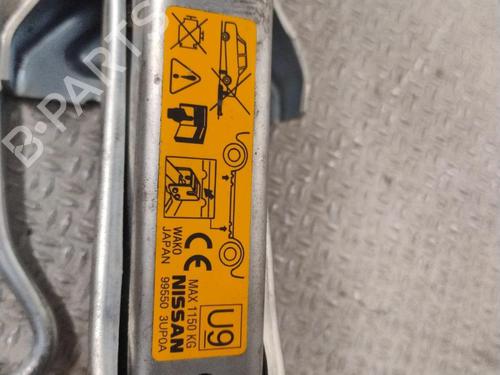 B-PARTS
WAKO
JAPAN
CE
MAX 1150 KG
NISSAN
99550 3UP0A
U9